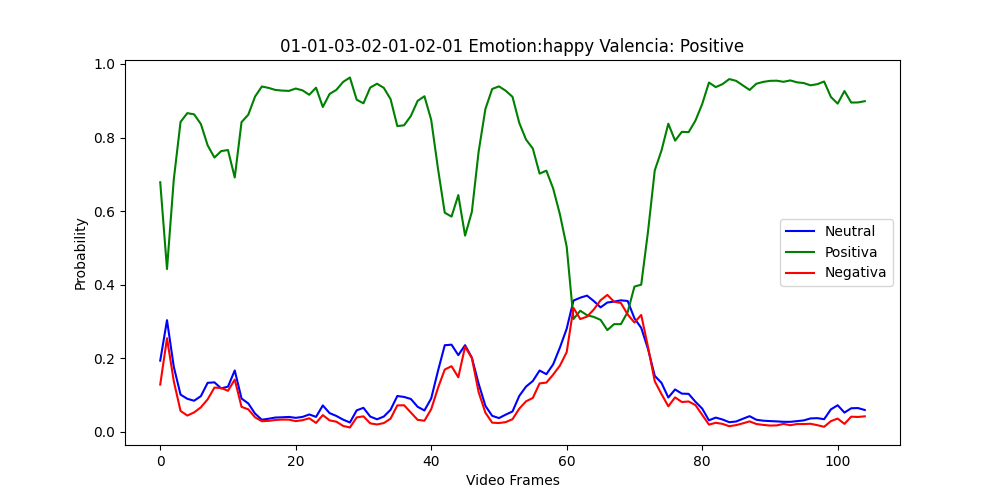 01-01-03-02-01-02-01 Emotion:happy Valencia: Positive
1.0
0.8
0.6
0.4
0.2
0.0
Probability
Neutral
Positiva
Negativa
0 20 40 60 80 100
Video Frames